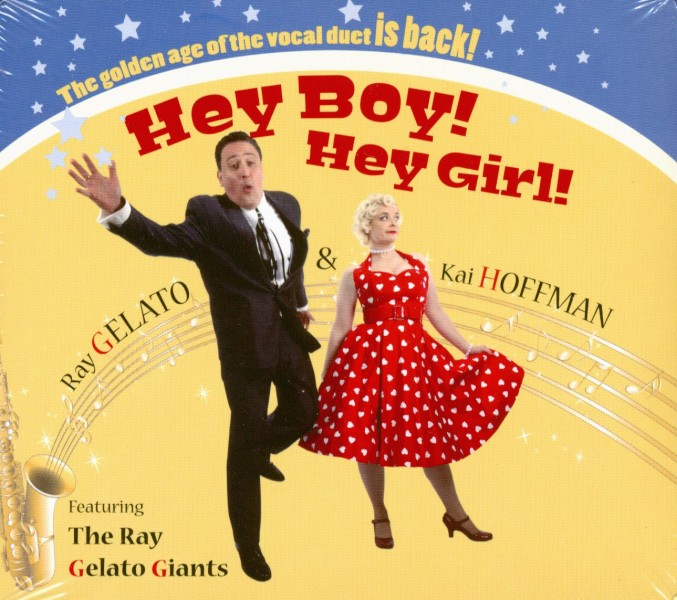 The golden age of the vocal duet is back!
Hey Boy!
Hey Girl!
Ray GELATO
&
Kai HOFFMAN
Featuring
The Ray
Gelato Giants